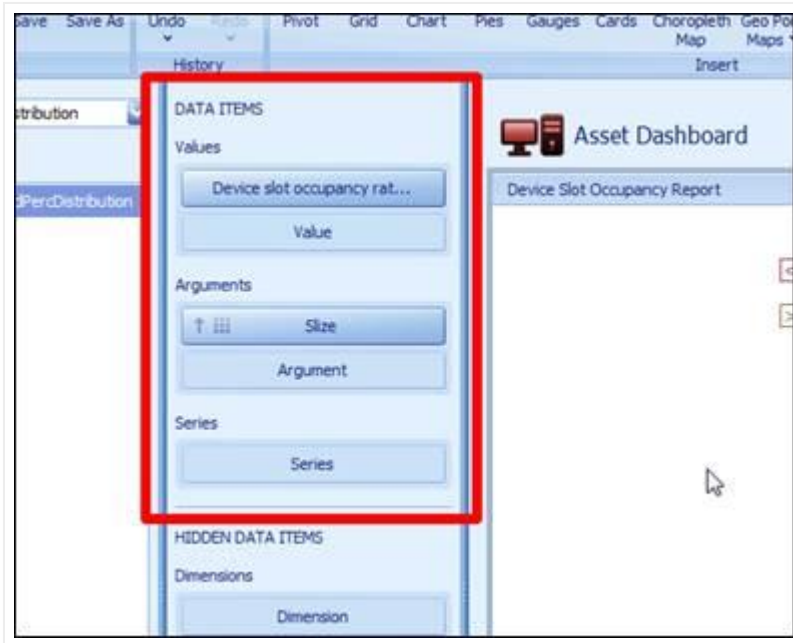 Save Save As Undo Redo Pivot Grid Chart Pies Gauges Cards Choropleth Geo Po
Map Maps
History Insert
stribution
DATA ITEMS
Values
Asset Dashboard
Device slot occupancy rat...
Device Slot Occupancy Report
dPercDistribution
Value
Arguments
Slize
Argument
Series
Series
HIDDEN DATA ITEMS
Dimensions
Dimension